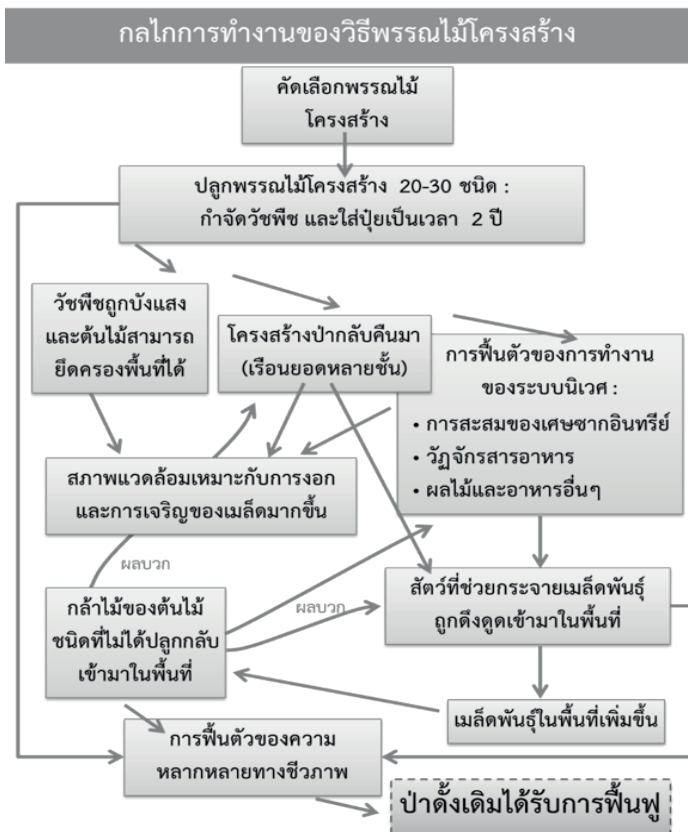 กลไกการทำงานของวิธีพรรณไม้โครงสร้าง
คัดเลือกพรรณไม้
โครงสร้าง
ปลูกพรรณไม้โครงสร้าง 20-30 ชนิด :
กำจัดวัชพืช และใส่ปุ๋ยเป็นเวลา 2 ปี
วัชพืชถูกบังแสง
และต้นไม้สามารถ
ยึดครองพื้นที่ได้
โครงสร้างป่ากลับคืนมา
(เรือนยอดหลายชั้น)
การฟื้นตัวของการทำงาน
ของระบบนิเวศ :
• การสะสมของเศษซากอินทรีย์
• วัฏจักรสารอาหาร
• ผลไม้และอาหารอื่นๆ
สภาพแวดล้อมเหมาะกับการงอก
และการเจริญของเมล็ดมากขึ้น
ผลบวก
กล้าไม้ของต้นไม้
ชนิดที่ไม่ได้ปลูกกลับ
เข้ามาในพื้นที่
ผลบวก
สัตว์ที่ช่วยกระจายเมล็ดพันธุ์
ถูกดึงดูดเข้ามาในพื้นที่
เมล็ดพันธุ์ในพื้นที่เพิ่มขึ้น
การฟื้นตัวของความ
หลากหลายทางชีวภาพ
ป่าดั้งเดิมได้รับการฟื้นฟู